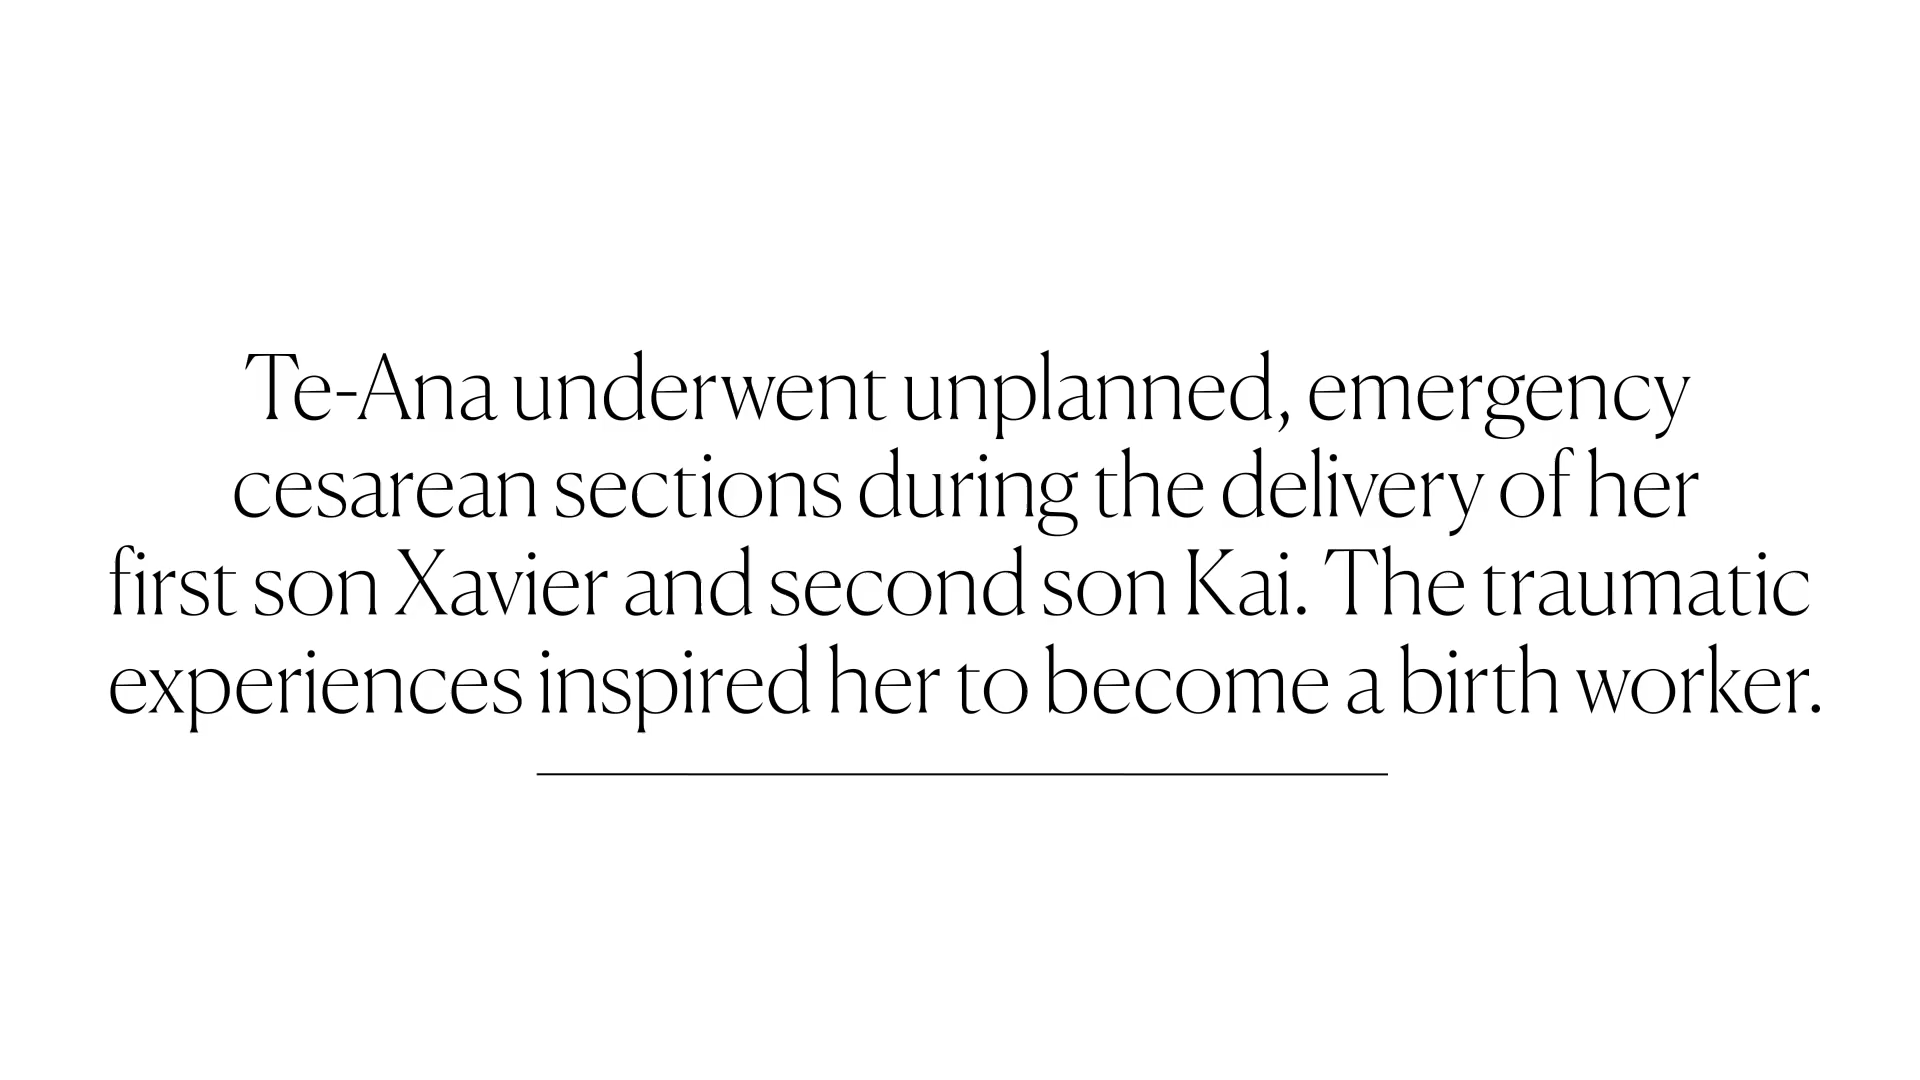 Te-Ana underwent unplanned, emergency
cesarean sections during the delivery of her
first son Xavier and second son Kai. The traumatic
experiences inspired her to become a birth worker.